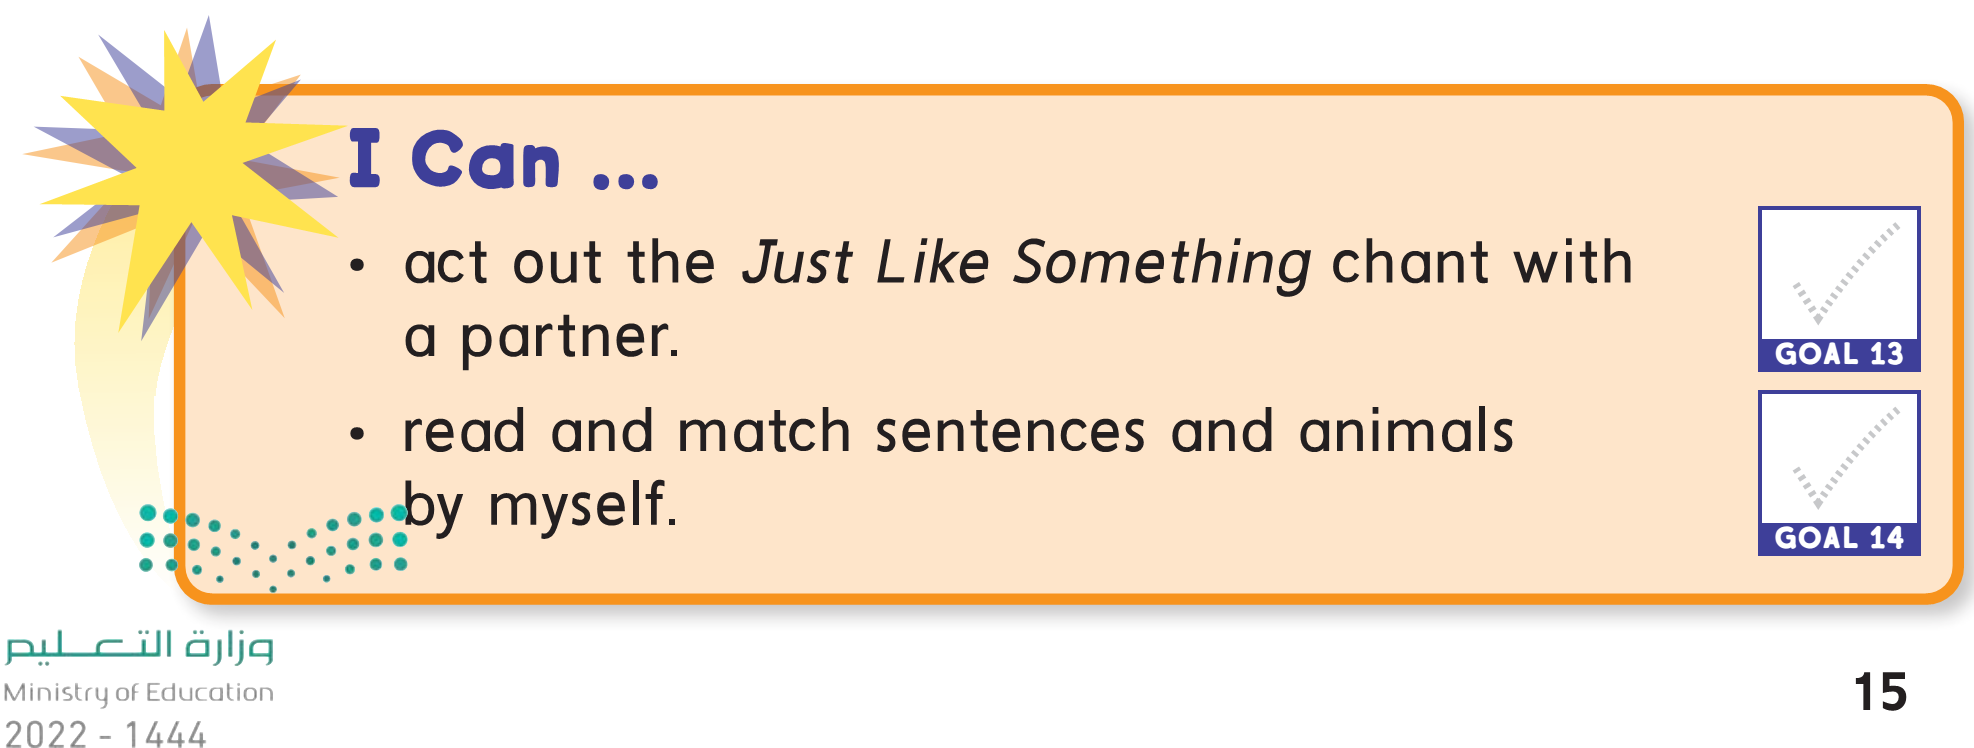 I Can ...
• act out the Just Like Something chant with
a partner.
GOAL 13
• read and match sentences and animals
by myself.
GOAL 14
وزارة التعليم
Ministry of Education
2022 - 1444
15